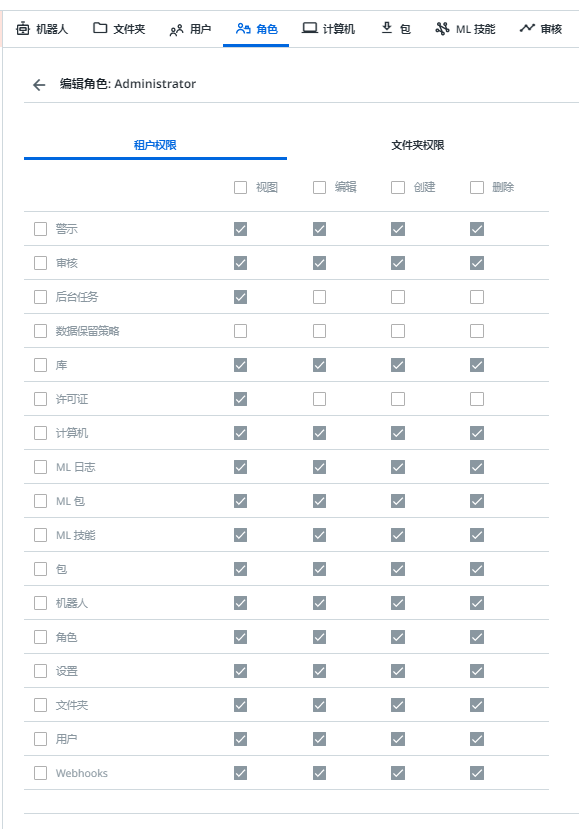 机器人 文件夹 用户 角色 计算机 包 ML 技能 审核
编辑角色: Administrator
租户权限 文件夹权限
视图 编辑 创建 删除
警示
审核
后台任务
数据保留策略
库
许可证
计算机
ML 日志
ML 包
ML 技能
包
机器人
角色
设置
文件夹
用户
Webhooks